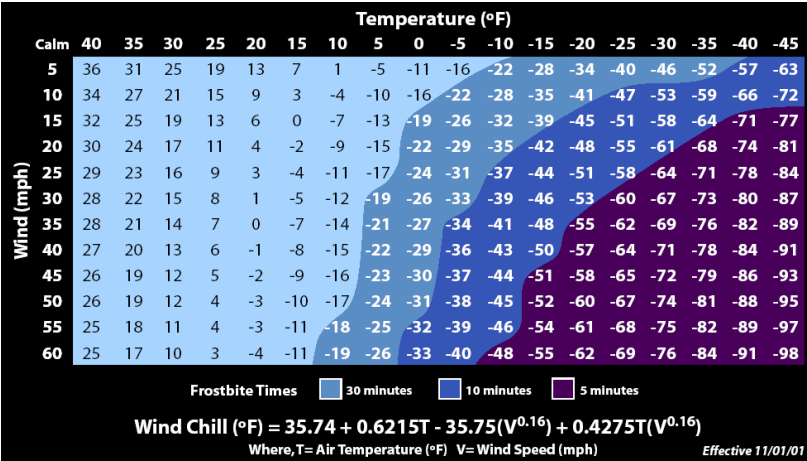 Temperature (ºF)
Calm 40 35 30 25 20 15 10 5 0 -5 -10 -15 -20 -25 -30 -35 -40 -45
5 36 31 25 19 13 7 1 -5 -11 -16 -22 -28 -34 -40 -46 -52 -57 -63
10 34 27 21 15 9 3 -4 -10 -16 -22 -28 -35 -41 -47 -53 -59 -66 -72
15 32 25 19 13 6 0 -7 -13 -19 -26 -32 -39 -45 -51 -58 -64 -71 -77
20 30 24 17 11 4 -2 -9 -15 -22 -29 -35 -42 -48 -55 -61 -68 -74 -81
25 29 23 16 9 3 -4 -11 -17 -24 -31 -37 -44 -51 -58 -64 -71 -78 -84
30 28 22 15 8 1 -5 -12 -19 -26 -33 -39 -46 -53 -60 -67 -73 -80 -87
35 28 21 14 7 0 -7 -14 -21 -27 -34 -41 -48 -55 -62 -69 -76 -82 -89
40 27 20 13 6 -1 -8 -15 -22 -29 -36 -43 -50 -57 -64 -71 -78 -84 -91
45 26 19 12 5 -2 -9 -16 -23 -30 -37 -44 -51 -58 -65 -72 -79 -86 -93
50 26 19 12 4 -3 -10 -17 -24 -31 -38 -45 -52 -60 -67 -74 -81 -88 -95
55 25 18 11 4 -3 -11 -18 -25 -32 -39 -46 -54 -61 -68 -75 -82 -89 -97
60 25 17 10 3 -4 -11 -19 -26 -33 -40 -48 -55 -62 -69 -76 -84 -91 -98
Wind (mph)
Frostbite Times 30 minutes 10 minutes 5 minutes
Wind Chill (ºF) = 35.74 + 0.6215T - 35.75(V^0.16) + 0.4275T(V^0.16)
Where, T= Air Temperature (ºF) V= Wind Speed (mph) Effective 11/01/01